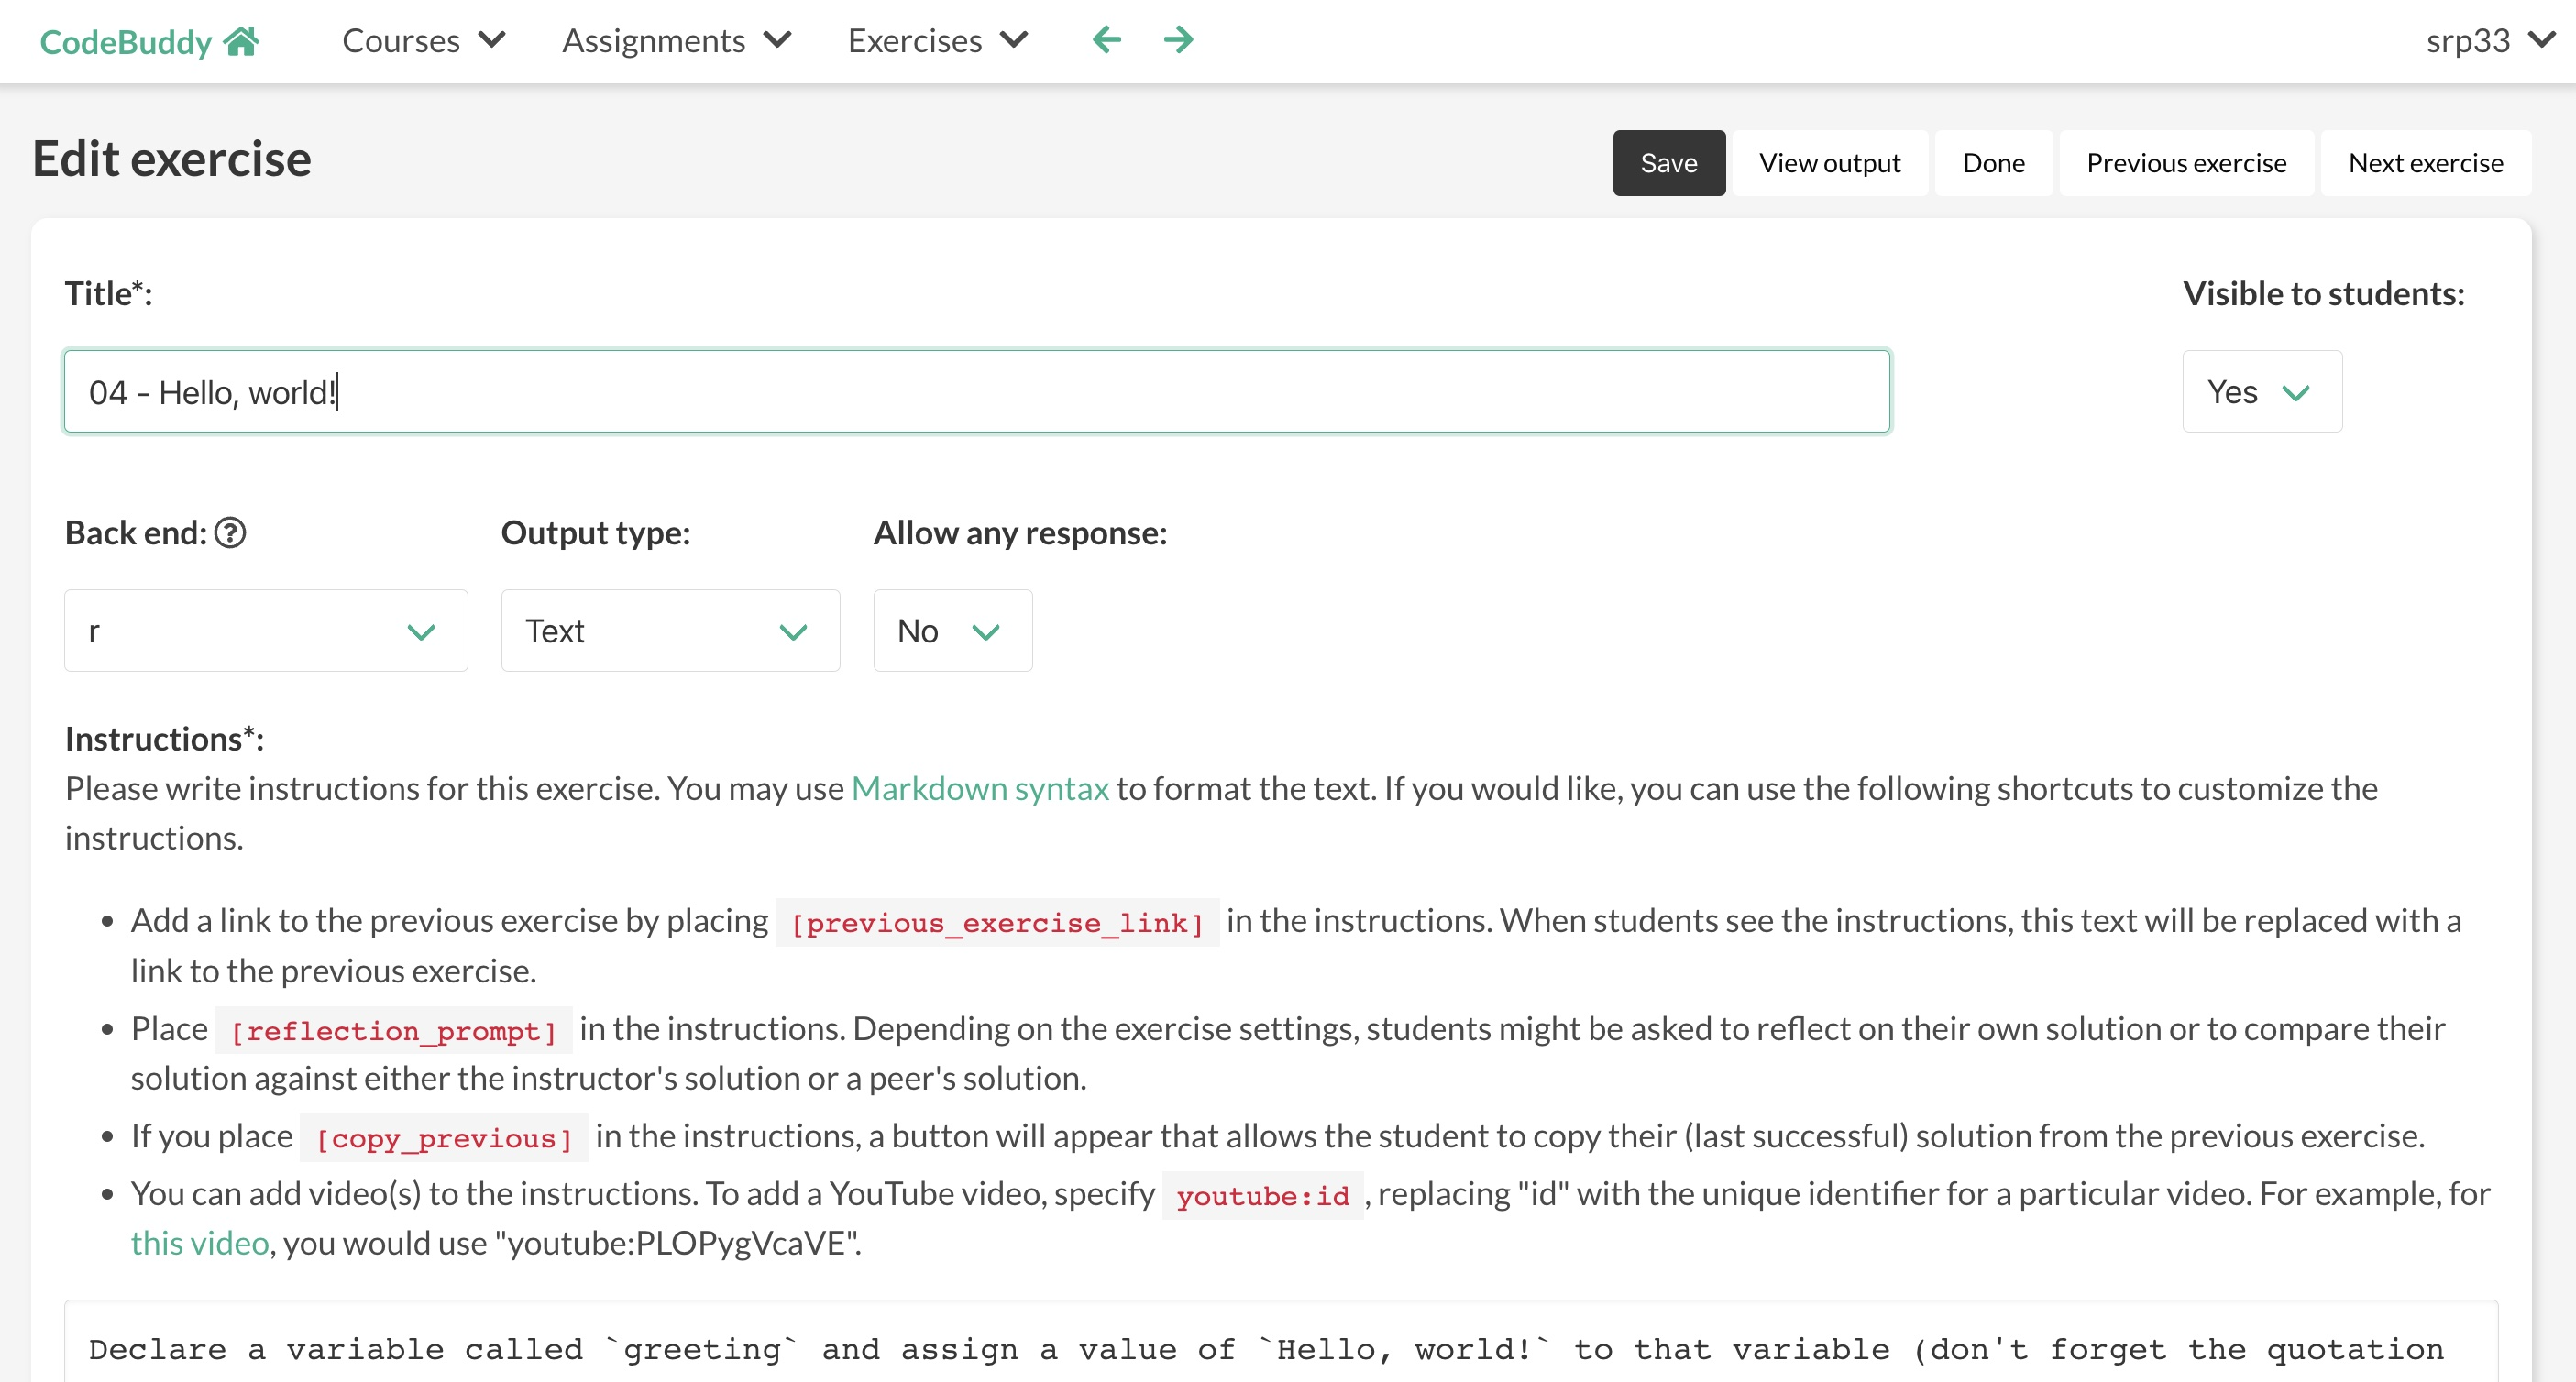 CodeBuddy Courses Assignments Exercises srp33
Edit exercise Save View output Done Previous exercise Next exercise
Title*: Visible to students:
04 - Hello, world! Yes
Back end: ? Output type: Allow any response:
r Text No
Instructions*:
Please write instructions for this exercise. You may use Markdown syntax to format the text. If you would like, you can use the following shortcuts to customize the
instructions.
• Add a link to the previous exercise by placing [previous_exercise_link] in the instructions. When students see the instructions, this text will be replaced with a
link to the previous exercise.
• Place [reflection_prompt] in the instructions. Depending on the exercise settings, students might be asked to reflect on their own solution or to compare their
solution against either the instructor's solution or a peer's solution.
• If you place [copy_previous] in the instructions, a button will appear that allows the student to copy their (last successful) solution from the previous exercise.
• You can add video(s) to the instructions. To add a YouTube video, specify youtube:id, replacing "id" with the unique identifier for a particular video. For example, for
this video, you would use "youtube:PLOPygVcaVE".
Declare a variable called `greeting` and assign a value of `Hello, world!` to that variable (don't forget the quotation